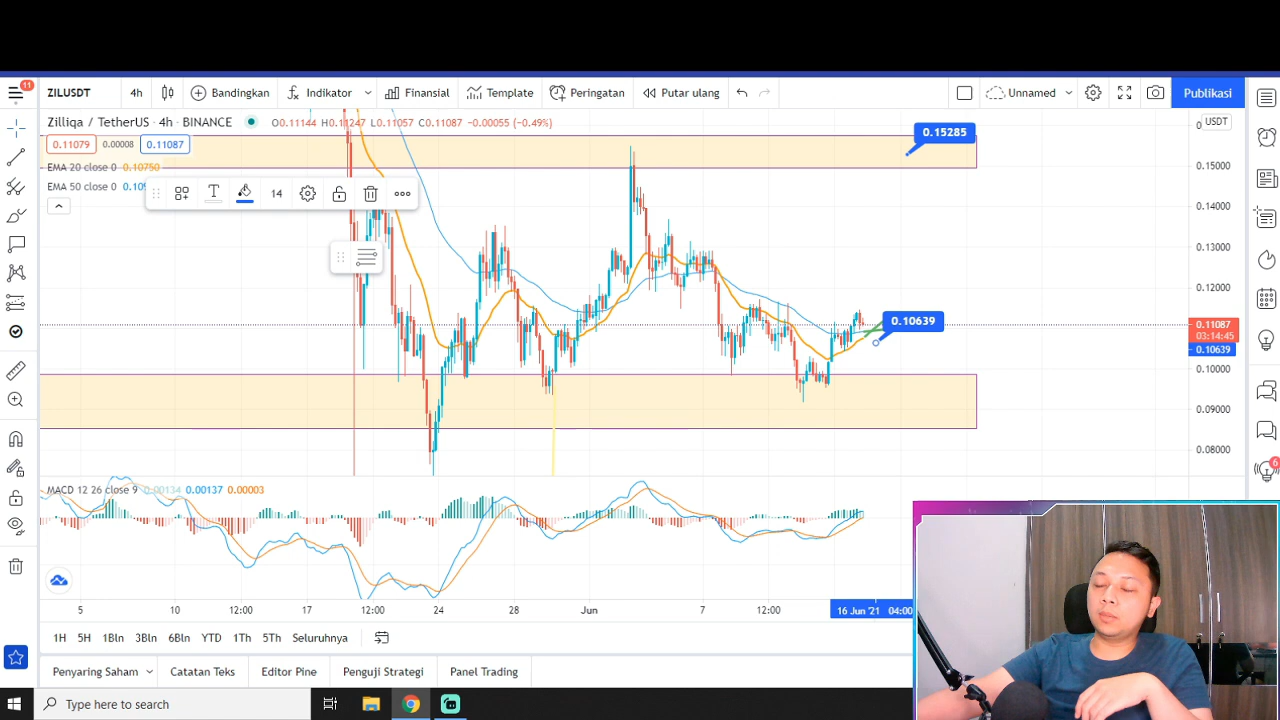 11
ZILUSDT
4h
Bandingkan
Indikator
Finansial
Template
Peringatan
Putar ulang
Unnamed
Publikasi
Zilliqa / TetherUS · 4h · BINANCE
O0.11144 H0.11247 L0.11057 C0.11087 −0.00055 (−0.49%)
0.11079
0.00008
0.11087
EMA 20 close 0 0.10750
EMA 50 close 0
14
0.15285
0.10639
USDT
0.15000
0.14000
0.13000
0.12000
0.11087
03:14:45
0.10639
0.10000
0.09000
0.08000
MACD 12 26 close 9 0.00134 0.00137 0.00003
6
5
10
12:00
17
12:00
24
28
Jun
7
12:00
16 Jun '21 04:00
1H
5H
1Bln
3Bln
6Bln
YTD
1Th
5Th
Seluruhnya
Penyaring Saham
Catatan Teks
Editor Pine
Penguji Strategi
Panel Trading
Type here to search